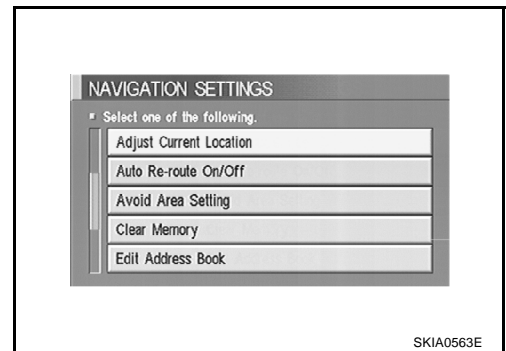 NAVIGATION SETTINGS
Select one of the following.
Adjust Current Location
Auto Re-route On/Off
Avoid Area Setting
Clear Memory
Edit Address Book
SKIA0563E